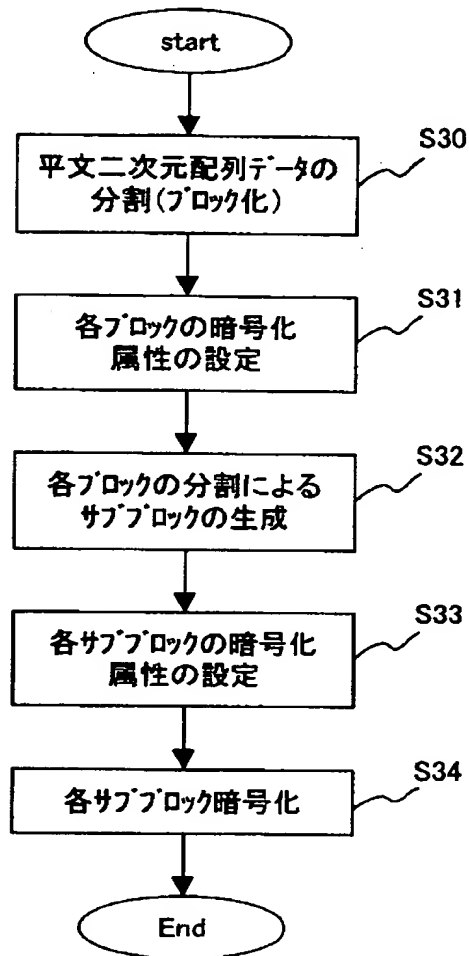 start
S30
平文二次元配列データの
分割(ブロック化)
S31
各ブロックの暗号化
属性の設定
S32
各ブロックの分割による
サブブロックの生成
S33
各サブブロックの暗号化
属性の設定
S34
各サブブロック暗号化
End